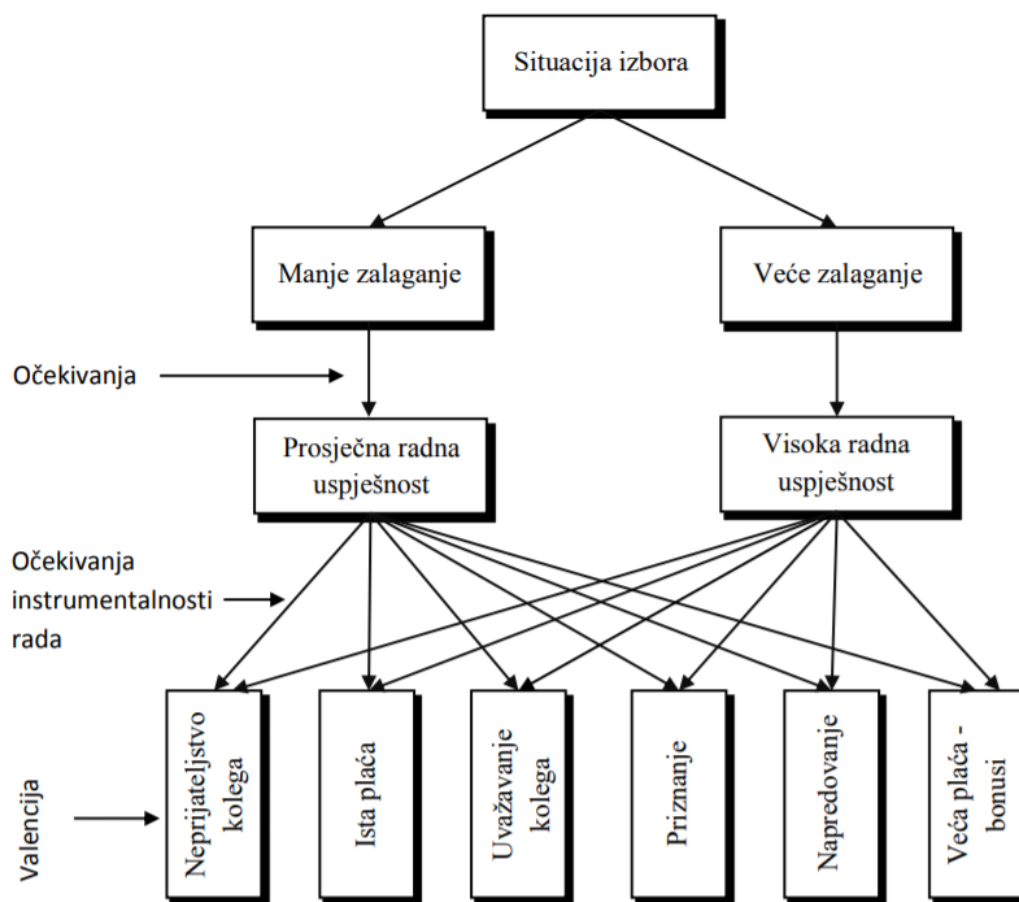 Situacija izbora
Manje zalaganje
Veće zalaganje
Očekivanja
Prosječna radna
uspješnost
Visoka radna
uspješnost
Očekivanja
instrumentalnosti
rada
Valencija
Neprijateljstvo
kolega
Ista plaća
Uvažavanje
kolega
Priznanje
Napredovanje
Veća plaća -
bonusi